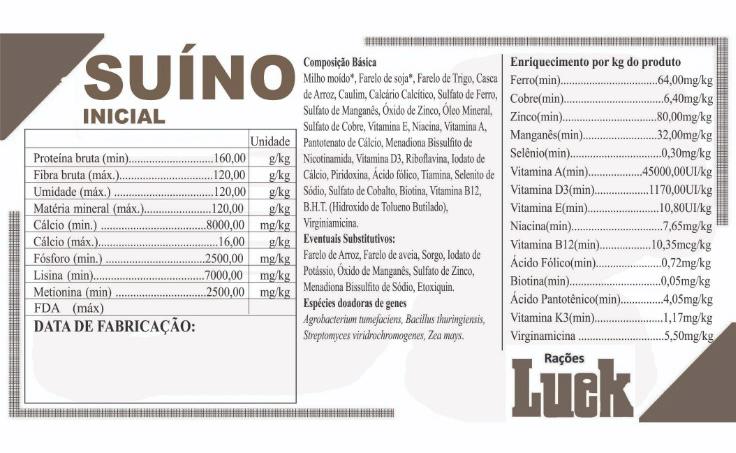 SUÍNO
INICIAL
Unidade
Proteína bruta (min)..............................160,00 g/kg
Fibra bruta (máx.)..................................120,00 g/kg
Umidade (máx.) .....................................120,00 g/kg
Matéria mineral (máx.)...........................120,00 g/kg
Cálcio (min.) .........................................8000,00 mg/kg
Cálcio (máx.)..........................................16,00 g/kg
Fósforo (min.) .......................................2500,00 mg/kg
Lisina (min)............................................7000,00 mg/kg
Metionina (min) ....................................2500,00 mg/kg
FDA (máx)
DATA DE FABRICAÇÃO:
Composição Básica
Milho moído*, Farelo de soja*, Farelo de Trigo, Casca
de Arroz, Caulim, Calcário Calcítico, Sulfato de Ferro,
Sulfato de Manganês, Óxido de Zinco, Óleo Mineral,
Sulfato de Cobre, Vitamina E, Niacina, Vitamina A,
Pantotenato de Cálcio, Menadiona Bissulfito de
Nicotinamida, Vitamina D3, Riboflavina, Iodato de
Cálcio, Piridoxina, Ácido fólico, Tiamina, Selenito de
Sódio, Sulfato de Cobalto, Biotina, Vitamina B12,
B.H.T. (Hidroxido de Tolueno Butilado),
Virginiamicina.
Eventuais Substitutivos:
Farelo de Arroz, Farelo de aveia, Sorgo, Iodato de
Potássio, Óxido de Manganês, Sulfato de Zinco,
Menadiona Bissulfito de Sódio, Etoxiquin.
Espécies doadoras de genes
Agrobacterium tumefaciens, Bacillus thuringiensis,
Streptomyces viridrochromogenes, Zea mays.
Enriquecimento por kg do produto
Ferro(min)............................64,00mg/kg
Cobre(min)............................6,40mg/kg
Zinco(min)...........................80,00mg/kg
Manganês(min)....................32,00mg/kg
Selênio(min).........................0,30mg/kg
Vitamina A(min)..............45000,00UI/kg
Vitamina D3(min).............1170,00UI/kg
Vitamina E(min)..................10,80UI/kg
Niacina(min).........................7,65mg/kg
Vitamina B12(min)............10,35mcg/kg
Ácido Fólico(min)................0,72mg/kg
Biotina(min).........................0,05mg/kg
Ácido Pantotênico(min)........4,05mg/kg
Vitamina K3(min)................1,17mg/kg
Virginamicina .....................5,50mg/kg
Rações
Luck